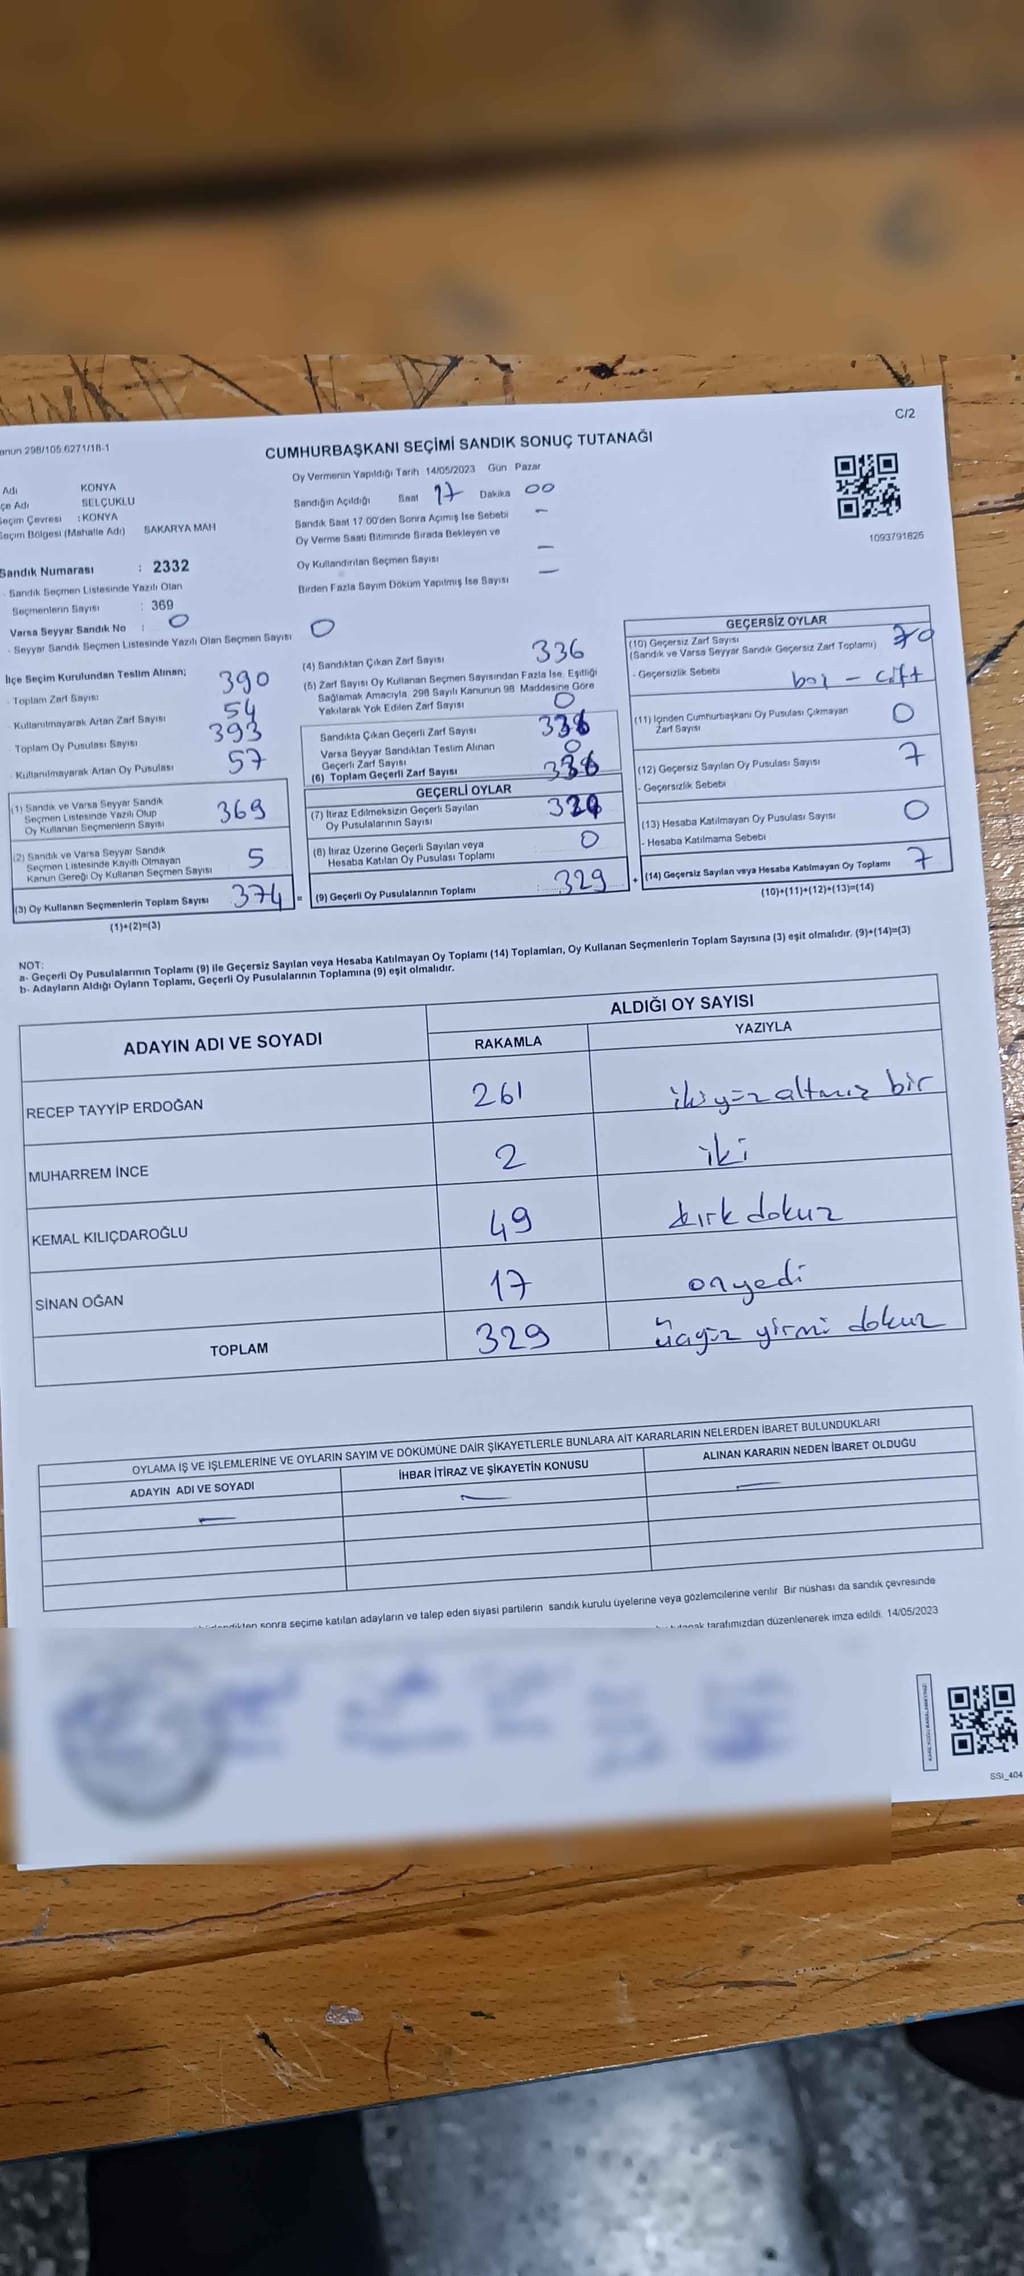 C/2
anun 298/105 6271/18-1
CUMHURBAŞKANI SEÇİMİ SANDIK SONUÇ TUTANAĞI
Oy Vermenin Yapıldığı Tarih 14/05/2023 Gün Pazar
Adı KONYA
çe Adı SELÇUKLU
eçim Çevresi : KONYA
Seçim Bölgesi (Mahalle Adı) SAKARYA MAH
Sandığın Açıldığı Saat 17 Dakika 00
Sandık Saat 17 00'den Sonra Açımış İse Sebebi –
Oy Verme Saati Bitiminde Sırada Bekleyen ve
Oy Kullandırılan Seçmen Sayısı –
Birden Fazla Sayım Döküm Yapılmış İse Sayısı –
1093791625
Sandık Numarası : 2332
- Sandık Seçmen Listesinde Yazılı Olan
Seçmenlerin Sayısı : 369
Varsa Seyyar Sandık No : 0
- Seyyar Sandık Seçmen Listesinde Yazılı Olan Seçmen Sayısı 0
İlçe Seçim Kurulundan Teslim Alınan;
- Toplam Zarf Sayısı 390
- Kullanılmayarak Artan Zarf Sayısı 54
- Toplam Oy Pusulası Sayısı 393
- Kullanılmayarak Artan Oy Pusulası 57
(1) Sandık ve Varsa Seyyar Sandık
Seçmen Listesinde Yazılı Olup
Oy Kullanan Seçmenlerin Sayısı 369
(2) Sandık ve Varsa Seyyar Sandık
Seçmen Listesinde Kayıtlı Olmayan
Kanun Gereği Oy Kullanan Seçmen Sayısı 5
(3) Oy Kullanan Seçmenlerin Toplam Sayısı 374 =
(1)+(2)=(3)
(4) Sandıktan Çıkan Zarf Sayısı 336
(5) Zarf Sayısı Oy Kullanan Seçmen Sayısından Fazla İse, Eşitliği
Sağlamak Amacıyla, 298 Sayılı Kanunun 98 Maddesine Göre
Yakılarak Yok Edilen Zarf Sayısı 0
Sandıkta Çıkan Geçerli Zarf Sayısı 336
Varsa Seyyar Sandıktan Teslim Alınan
Geçerli Zarf Sayısı 0
(6) Toplam Geçerli Zarf Sayısı 336
GEÇERLİ OYLAR
(7) İtiraz Edilmeksizin Geçerli Sayılan
Oy Pusulalarının Sayısı
(8) İtiraz Üzerine Geçerli Sayılan veya
Hesaba Katılan Oy Pusulası Toplamı 0
(9) Geçerli Oy Pusulalarının Toplamı : 329 +
GEÇERSİZ OYLAR
(10) Geçersiz Zarf Sayısı
(Sandık ve Varsa Seyyar Sandık Geçersiz Zarf Toplamı) 0
- Geçersizlik Sebebi boş – çift
(11) İçinden Cumhurbaşkanı Oy Pusulası Çıkmayan
Zarf Sayısı 0
(12) Geçersiz Sayılan Oy Pusulası Sayısı 7
- Geçersizlik Sebebi
(13) Hesaba Katılmayan Oy Pusulası Sayısı 0
- Hesaba Katılmama Sebebi
(14) Geçersiz Sayılan veya Hesaba Katılmayan Oy Toplamı 7
(10)+(11)+(12)+(13)=(14)
NOT:
a- Geçerli Oy Pusulalarının Toplamı (9) ile Geçersiz Sayılan veya Hesaba Katılmayan Oy Toplamı (14) Toplamları, Oy Kullanan Seçmenlerin Toplam Sayısına (3) eşit olmalıdır. (9)+(14)=(3)
b- Adayların Aldığı Oyların Toplamı, Geçerli Oy Pusulalarının Toplamına (9) eşit olmalıdır.
ADAYIN ADI VE SOYADI ALDIĞI OY SAYISI
RAKAMLA YAZIYLA
RECEP TAYYİP ERDOĞAN 261 ikiyüzaltmış bir
MUHARREM İNCE 2 iki
KEMAL KILIÇDAROĞLU 49 kırk dokuz
SİNAN OĞAN 17 onyedi
TOPLAM 329 üçyüz yirmi dokuz
OYLAMA İŞ VE İŞLEMLERİNE VE OYLARIN SAYIM VE DÖKÜMÜNE DAİR ŞİKAYETLERLE BUNLARA AİT KARARLARIN NELERDEN İBARET BULUNDUKLARI
ADAYIN ADI VE SOYADI İHBAR İTİRAZ VE ŞİKAYETİN KONUSU ALINAN KARARIN NEDEN İBARET OLDUĞU
– – –
sonra seçime katılan adayların ve talep eden siyasi partilerin sandık kurulu üyelerine veya gözlemcilerine verilir Bir nüshası da sandık çevresinde
tutanak tarafımızdan düzenlenerek imza edildi. 14/05/2023
SSİ_404